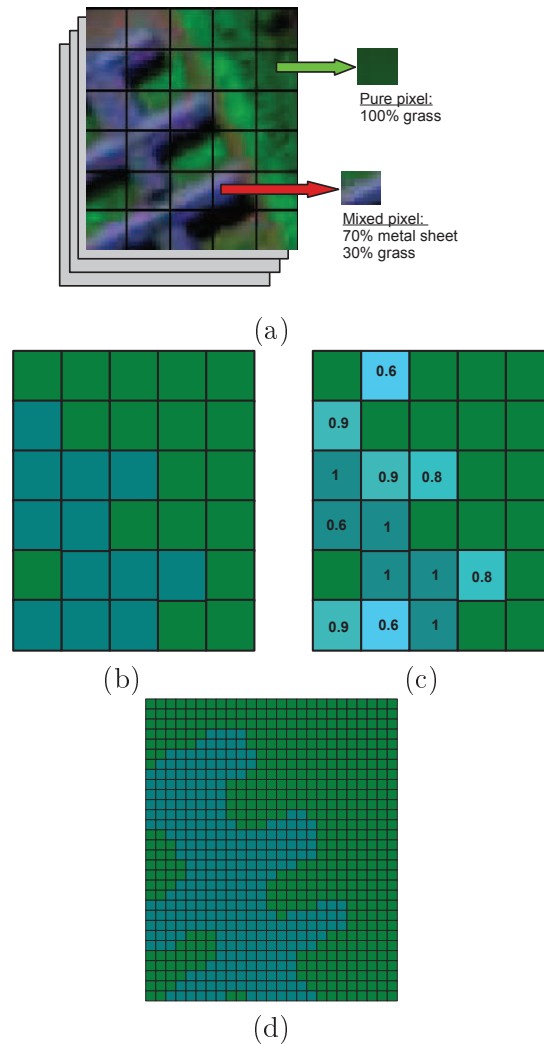 Pure pixel:
100% grass
Mixed pixel:
70% metal sheet
30% grass
(a)
0.6
0.9
1 0.9 0.8
0.6 1
1 1 0.8
0.9 0.6 1
(b) (c)
(d)